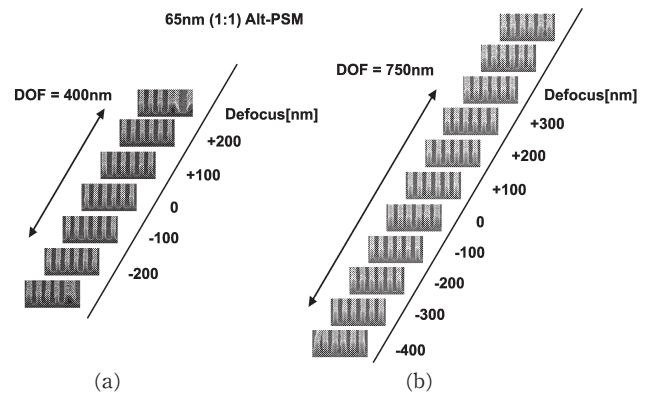 65nm (1:1) Alt-PSM
DOF = 400nm
Defocus[nm]
+200
+100
0
-100
-200
(a)
DOF = 750nm
Defocus[nm]
+300
+200
+100
0
-100
-200
-300
-400
(b)